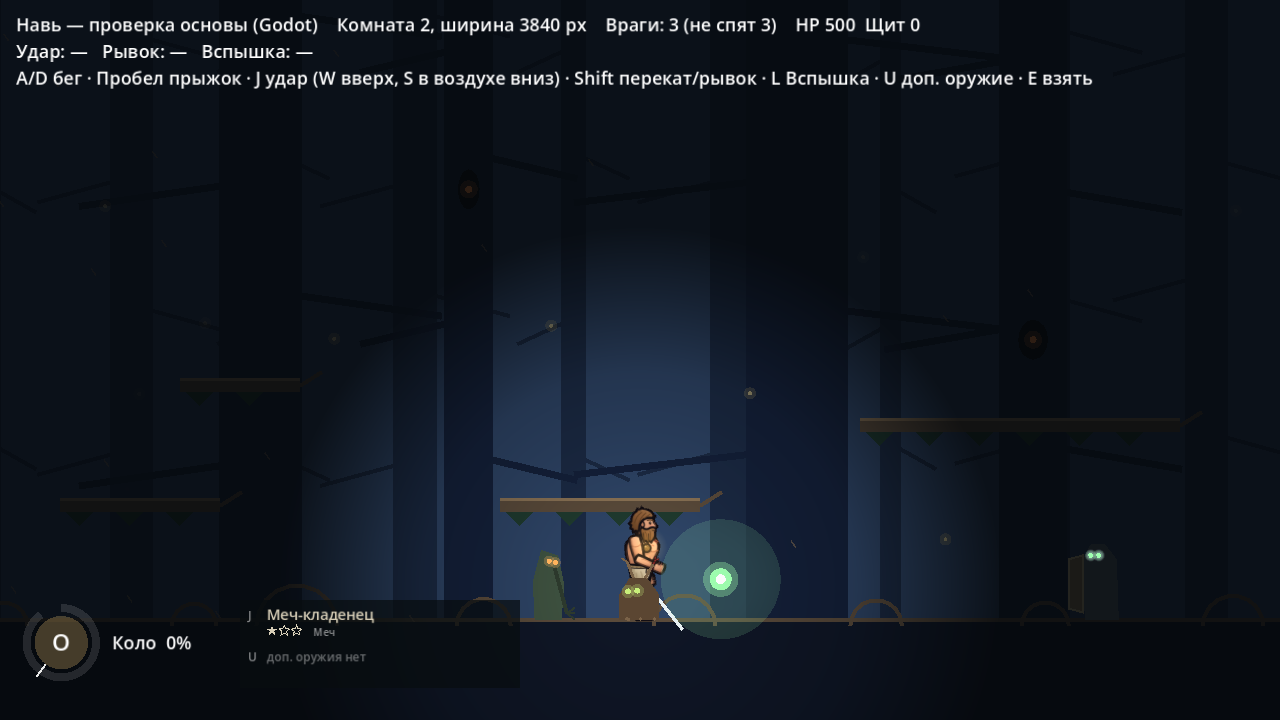 Навь — проверка основы (Godot) Комната 2, ширина 3840 px Враги: 3 (не спят 3) HP 500 Щит 0
Удар: — Рывок: — Вспышка: —
A/D бег · Пробел прыжок · J удар (W вверх, S в воздухе вниз) · Shift перекат/рывок · L Вспышка · U доп. оружие · E взять
J Меч-кладенец
★☆☆ Меч
U доп. оружия нет
О Коло 0%